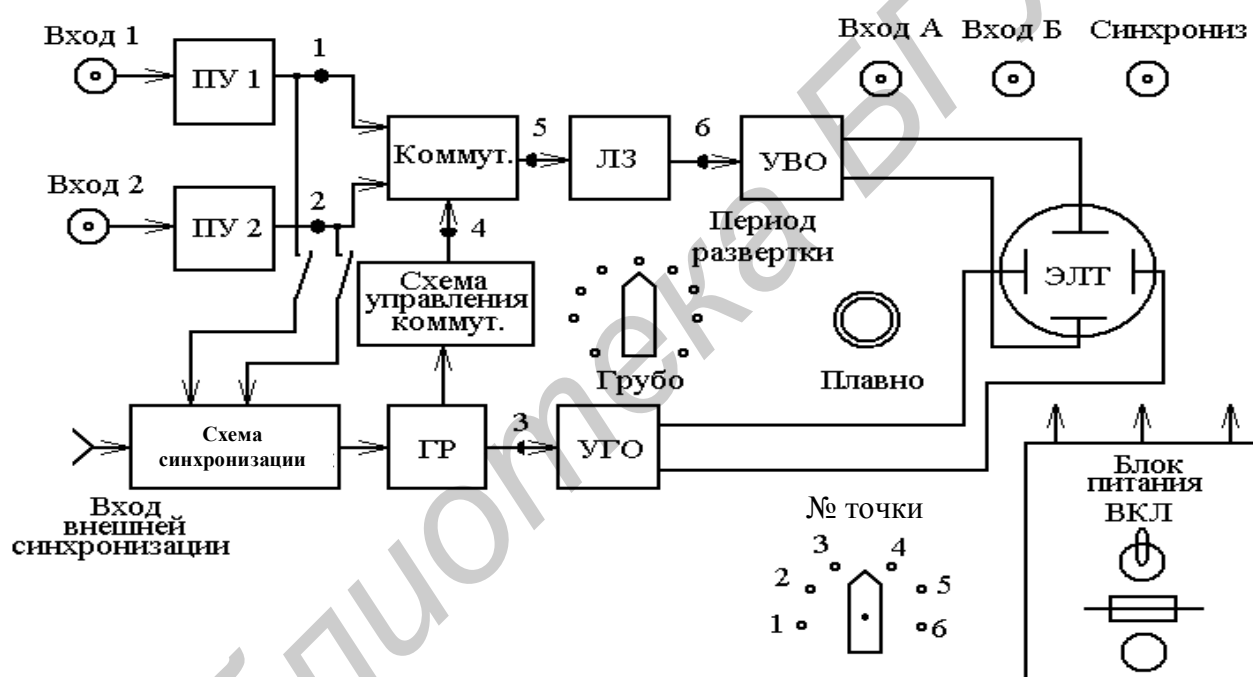 Вход 1
ПУ 1
1
Вход А
Вход Б
Синхрониз
Коммут.
5
ЛЗ
6
УВО
Вход 2
ПУ 2
2
4
Период
развертки
ЭЛТ
Схема
управления
коммут.
Грубо
Плавно
Схема
синхронизации
ГР
3
УГО
Вход
внешней
синхронизации
Блок
питания
ВКЛ
№ точки
1
2
3
4
5
6
блиотека БГУ